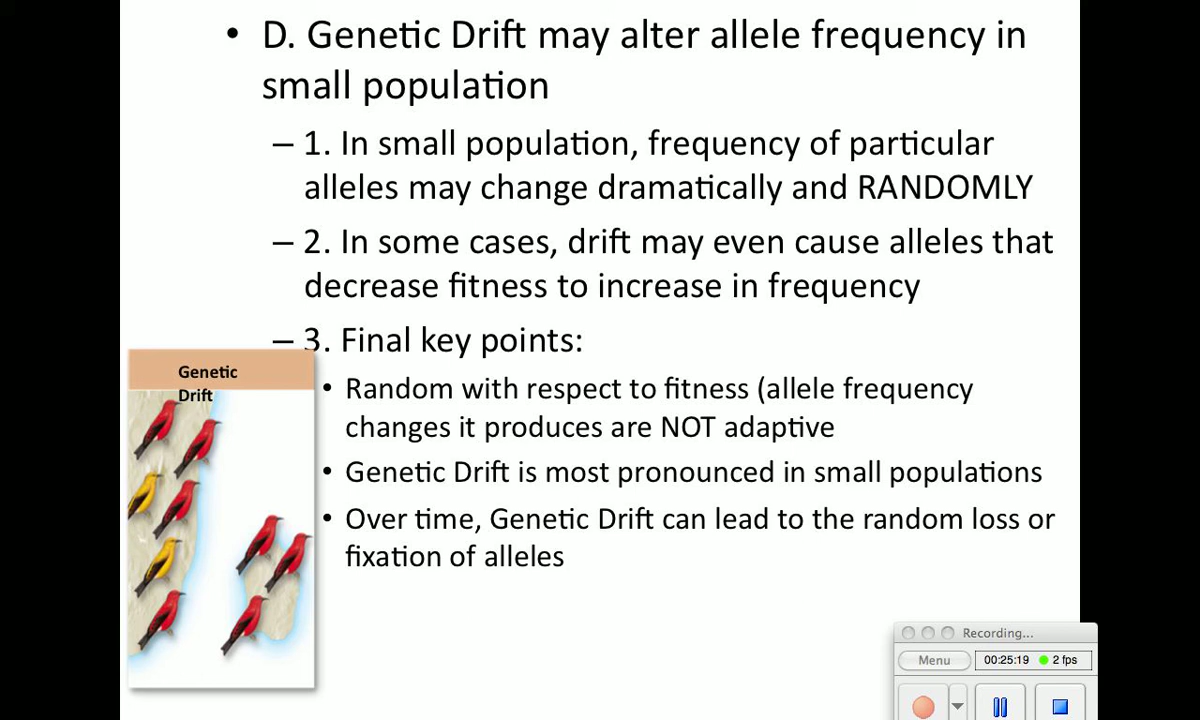 • D. Genetic Drift may alter allele frequency in
small population
– 1. In small population, frequency of particular
alleles may change dramatically and RANDOMLY
– 2. In some cases, drift may even cause alleles that
decrease fitness to increase in frequency
– 3. Final key points:
Genetic
Drift
• Random with respect to fitness (allele frequency
changes it produces are NOT adaptive
• Genetic Drift is most pronounced in small populations
• Over time, Genetic Drift can lead to the random loss or
fixation of alleles
Recording...
Menu 00:25:19 2 fps